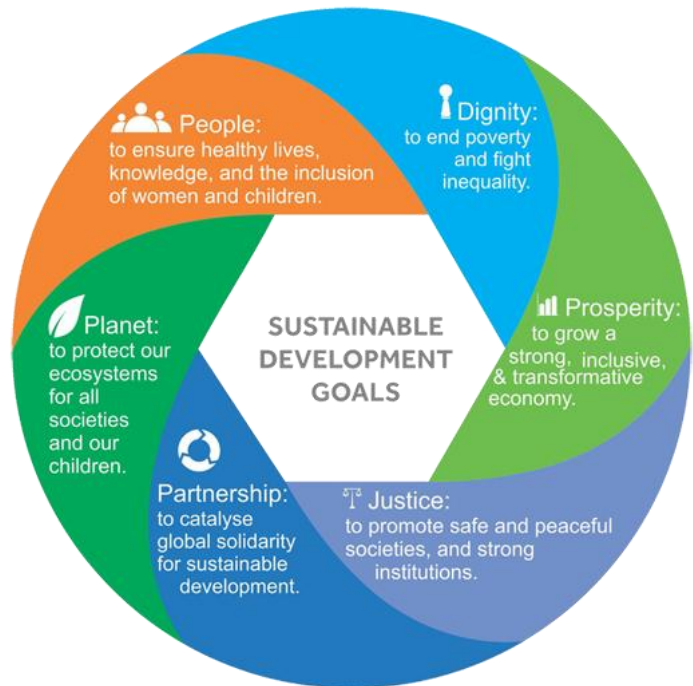 People:
to ensure healthy lives,
knowledge, and the inclusion
of women and children.
Dignity:
to end poverty
and fight
inequality.
Prosperity:
to grow a
strong, inclusive,
& transformative
economy.
Justice:
to promote safe and peaceful
societies, and strong
institutions.
Partnership:
to catalyse
global solidarity
for sustainable
development.
Planet:
to protect our
ecosystems
for all
societies
and our
children.
SUSTAINABLE
DEVELOPMENT
GOALS